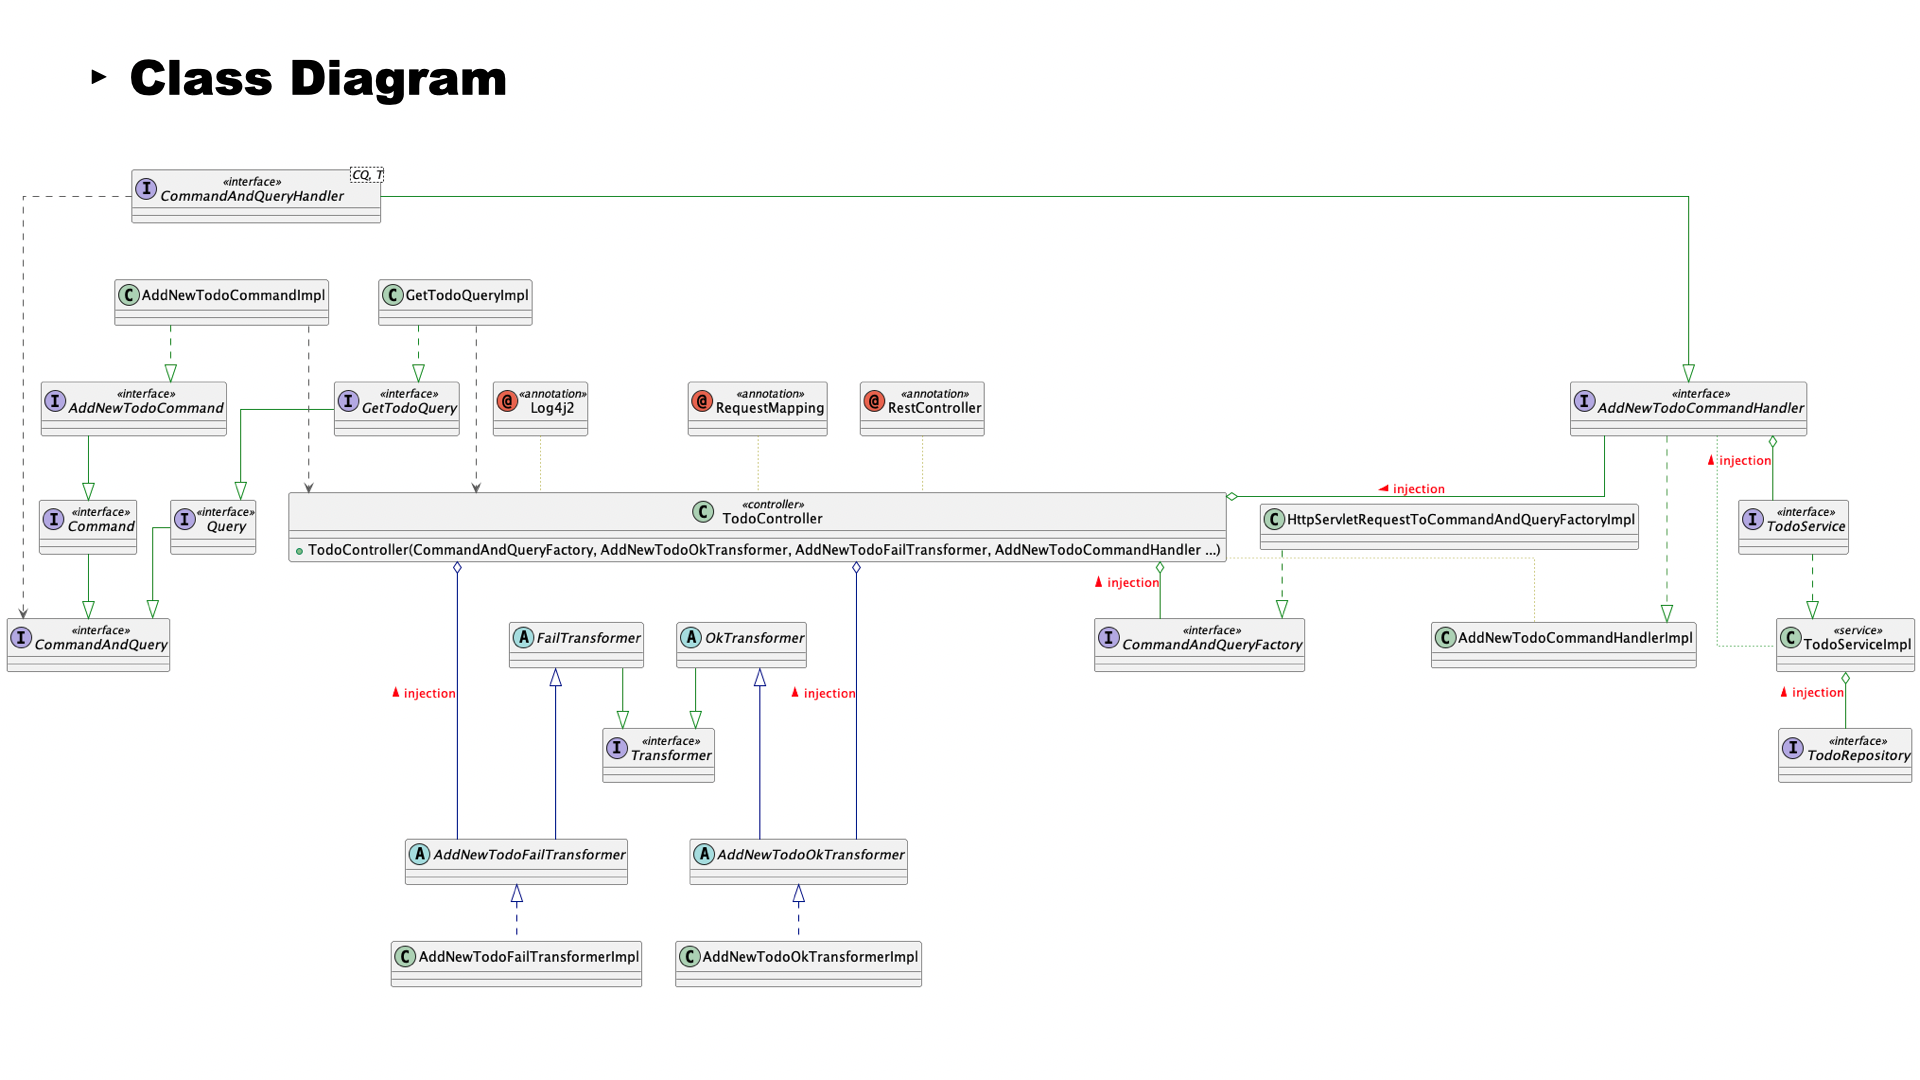 ▸ Class Diagram
CQ, T
«interface»
I CommandAndQueryHandler
C AddNewTodoCommandImpl
C GetTodoQueryImpl
«interface»
I AddNewTodoCommand
«interface»
I GetTodoQuery
«annotation»
@ Log4j2
«annotation»
@ RequestMapping
«annotation»
@ RestController
«interface»
I AddNewTodoCommandHandler
injection
injection
«interface»
I Command
«interface»
I Query
«controller»
C TodoController
TodoController(CommandAndQueryFactory, AddNewTodoOkTransformer, AddNewTodoFailTransformer, AddNewTodoCommandHandler ...)
C HttpServletRequestToCommandAndQueryFactoryImpl
«interface»
I TodoService
injection
«interface»
I CommandAndQuery
A FailTransformer
A OkTransformer
«interface»
I CommandAndQueryFactory
C AddNewTodoCommandHandlerImpl
«service»
C TodoServiceImpl
injection
injection
injection
«interface»
I Transformer
«interface»
I TodoRepository
A AddNewTodoFailTransformer
A AddNewTodoOkTransformer
C AddNewTodoFailTransformerImpl
C AddNewTodoOkTransformerImpl